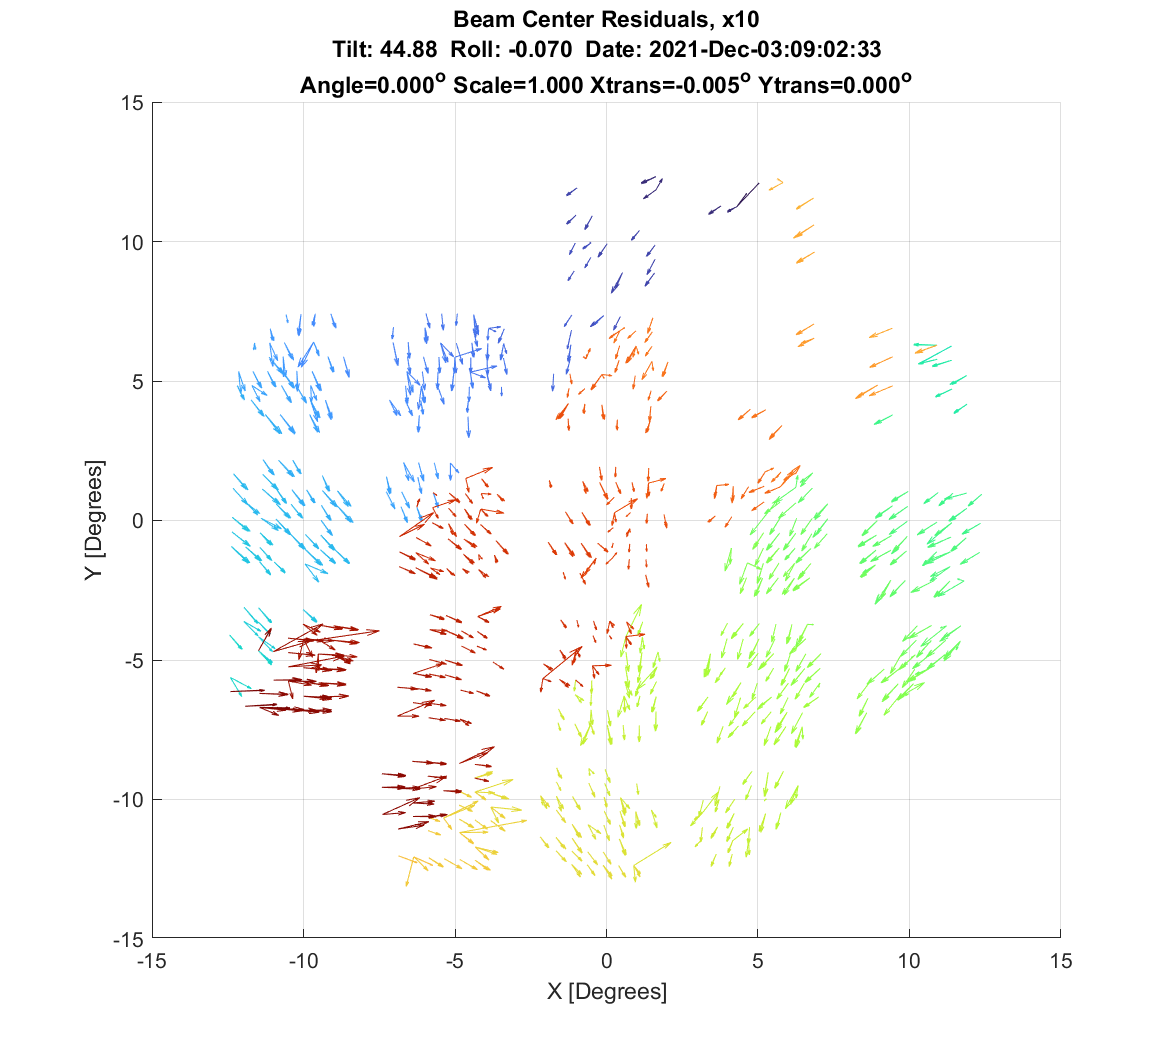 Beam Center Residuals, x10
Tilt: 44.88  Roll: -0.070  Date: 2021-Dec-03:09:02:33
Angle=0.000° Scale=1.000 Xtrans=-0.005° Ytrans=0.000°
15
10
5
0
-5
-10
-15
Y [Degrees]
-15 -10 -5 0 5 10 15
X [Degrees]